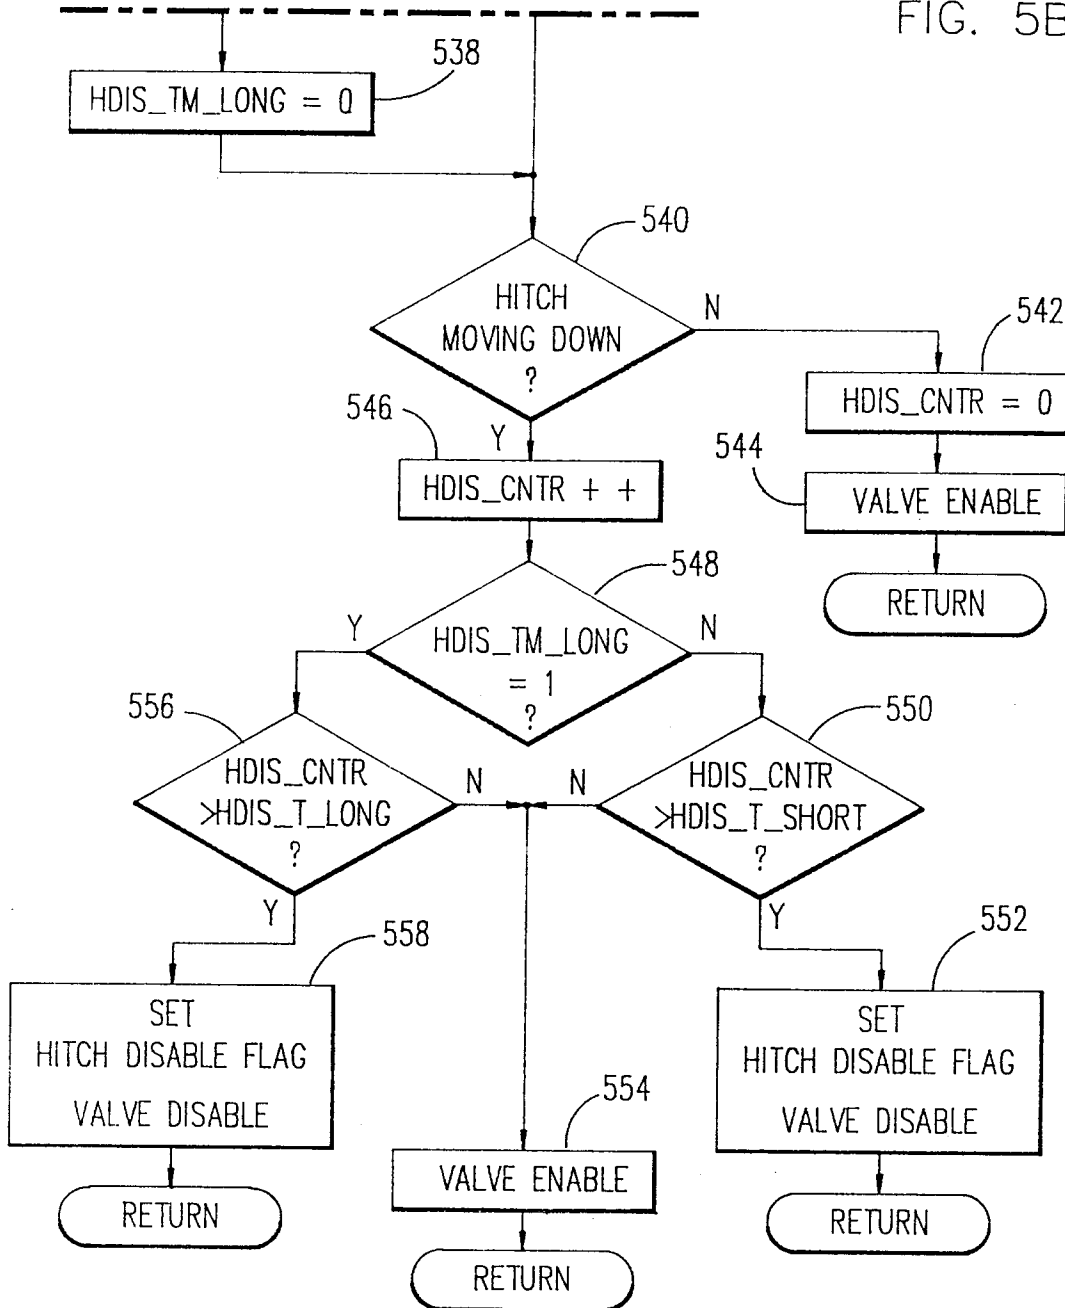 FIG. 5B
538
HDIS_TM_LONG = 0
540
HITCH
MOVING DOWN
?
N
542
HDIS_CNTR = 0
546
Y
544
HDIS_CNTR + +
VALVE ENABLE
548
RETURN
Y
HDIS_TM_LONG
= 1
?
N
556
550
HDIS_CNTR
>HDIS_T_LONG
?
N
N
HDIS_CNTR
>HDIS_T_SHORT
?
Y
Y
558
552
SET
HITCH DISABLE FLAG
VALVE DISABLE
SET
HITCH DISABLE FLAG
VALVE DISABLE
554
VALVE ENABLE
RETURN
RETURN
RETURN